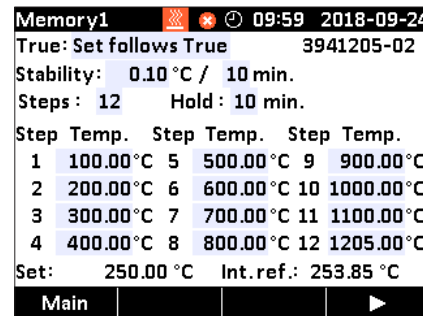 Memory1 09:59 2018-09-24
True: Set follows True 3941205-02
Stability: 0.10 °C / 10 min.
Steps: 12 Hold: 10 min.
Step Temp. Step Temp. Step Temp.
1 100.00°C 5 500.00°C 9 900.00°C
2 200.00°C 6 600.00°C 10 1000.00°C
3 300.00°C 7 700.00°C 11 1100.00°C
4 400.00°C 8 800.00°C 12 1205.00°C
Set: 250.00 °C Int.ref.: 253.85 °C
Main